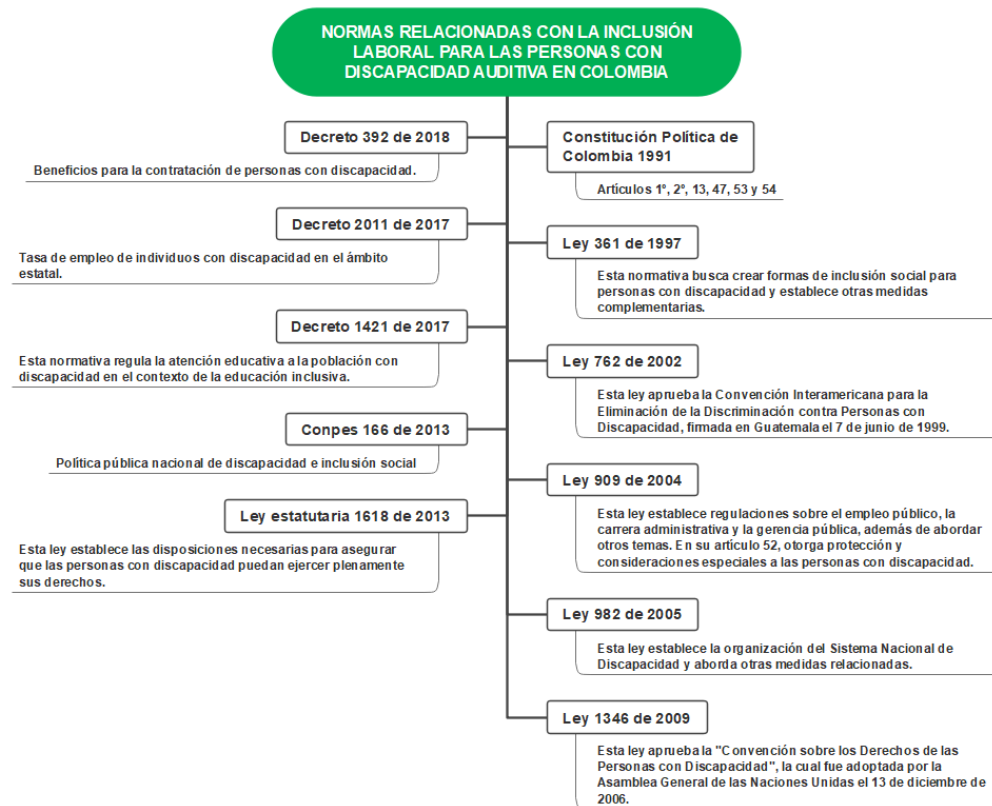 NORMAS RELACIONADAS CON LA INCLUSIÓN
LABORAL PARA LAS PERSONAS CON
DISCAPACIDAD AUDITIVA EN COLOMBIA
Constitución Política de
Colombia 1991
Artículos 1º, 2º, 13, 47, 53 y 54
Ley 361 de 1997
Esta normativa busca crear formas de inclusión social para
personas con discapacidad y establece otras medidas
complementarias.
Ley 762 de 2002
Esta ley aprueba la Convención Interamericana para la
Eliminación de la Discriminación contra Personas con
Discapacidad, firmada en Guatemala el 7 de junio de 1999.
Ley 909 de 2004
Esta ley establece regulaciones sobre el empleo público, la
carrera administrativa y la gerencia pública, además de abordar
otros temas. En su artículo 52, otorga protección y
consideraciones especiales a las personas con discapacidad.
Ley 982 de 2005
Esta ley establece la organización del Sistema Nacional de
Discapacidad y aborda otras medidas relacionadas.
Ley 1346 de 2009
Esta ley aprueba la "Convención sobre los Derechos de las
Personas con Discapacidad", la cual fue adoptada por la
Asamblea General de las Naciones Unidas el 13 de diciembre de
2006.
Decreto 392 de 2018
Beneficios para la contratación de personas con discapacidad.
Decreto 2011 de 2017
Tasa de empleo de individuos con discapacidad en el ámbito
estatal.
Decreto 1421 de 2017
Esta normativa regula la atención educativa a la población con
discapacidad en el contexto de la educación inclusiva.
Conpes 166 de 2013
Política pública nacional de discapacidad e inclusión social
Ley estatutaria 1618 de 2013
Esta ley establece las disposiciones necesarias para asegurar
que las personas con discapacidad puedan ejercer plenamente
sus derechos.